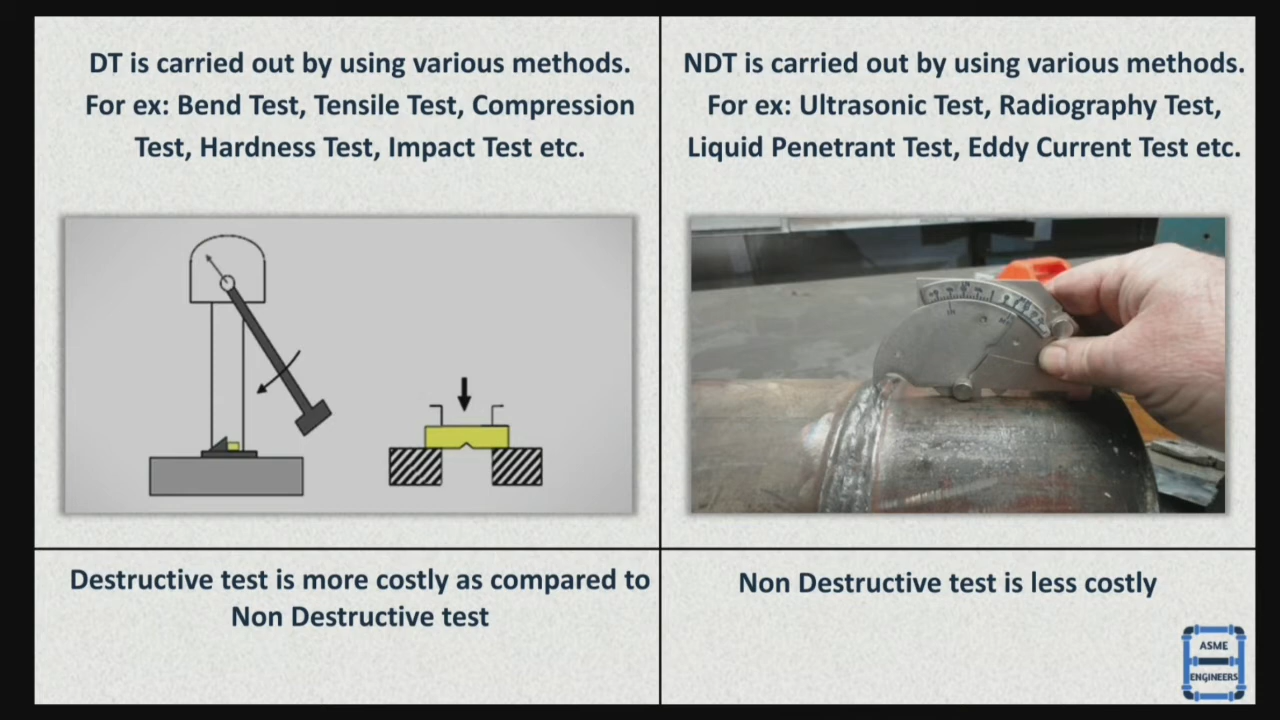 DT is carried out by using various methods.
For ex: Bend Test, Tensile Test, Compression
Test, Hardness Test, Impact Test etc.
NDT is carried out by using various methods.
For ex: Ultrasonic Test, Radiography Test,
Liquid Penetrant Test, Eddy Current Test etc.
Destructive test is more costly as compared to
Non Destructive test
Non Destructive test is less costly
ASME
ENGINEERS